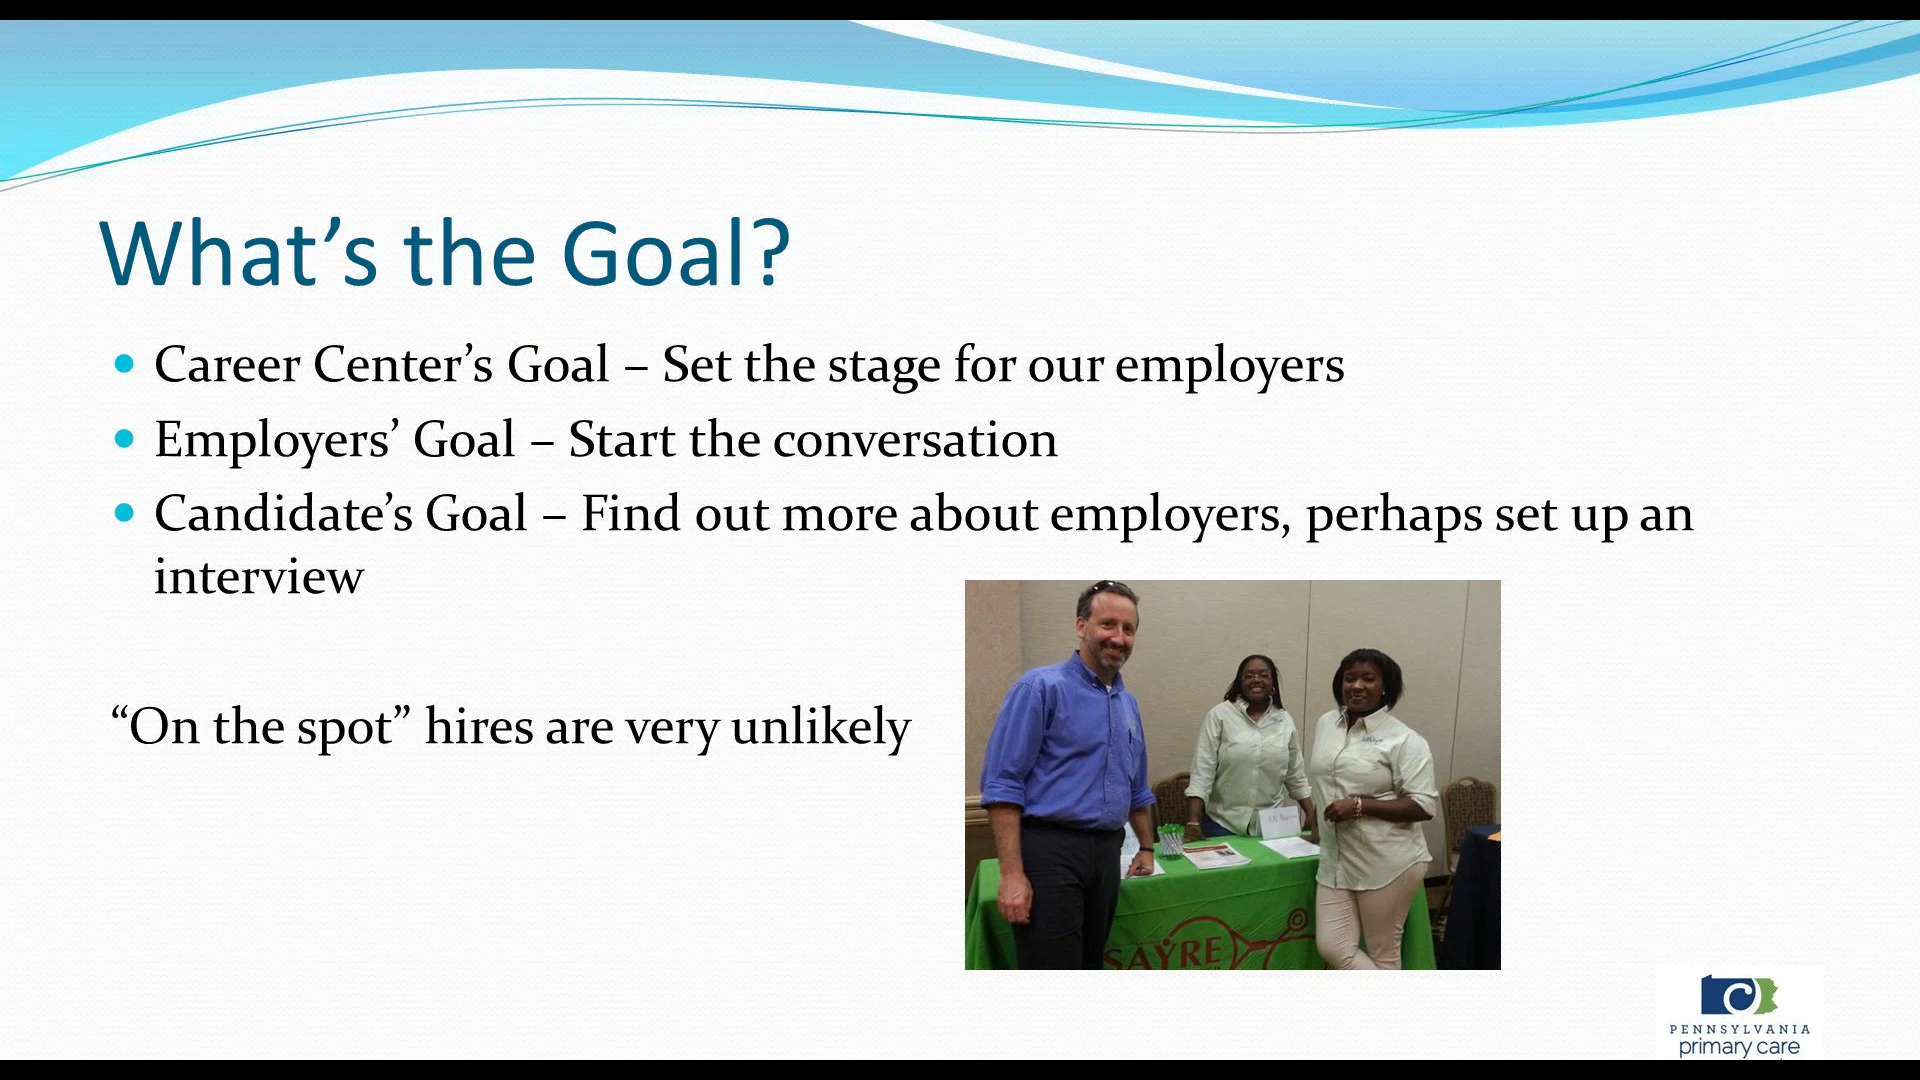 What’s the Goal?
• Career Center’s Goal – Set the stage for our employers
• Employers’ Goal – Start the conversation
• Candidate’s Goal – Find out more about employers, perhaps set up an
interview
“On the spot” hires are very unlikely
SAYRE
PENNSYLVANIA
primary care